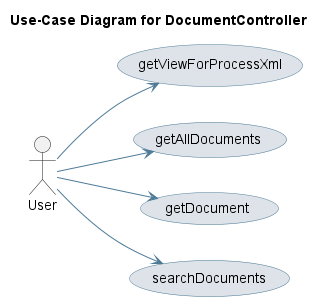 Use-Case Diagram for DocumentController
getViewForProcessXml
getAllDocuments
User
getDocument
searchDocuments